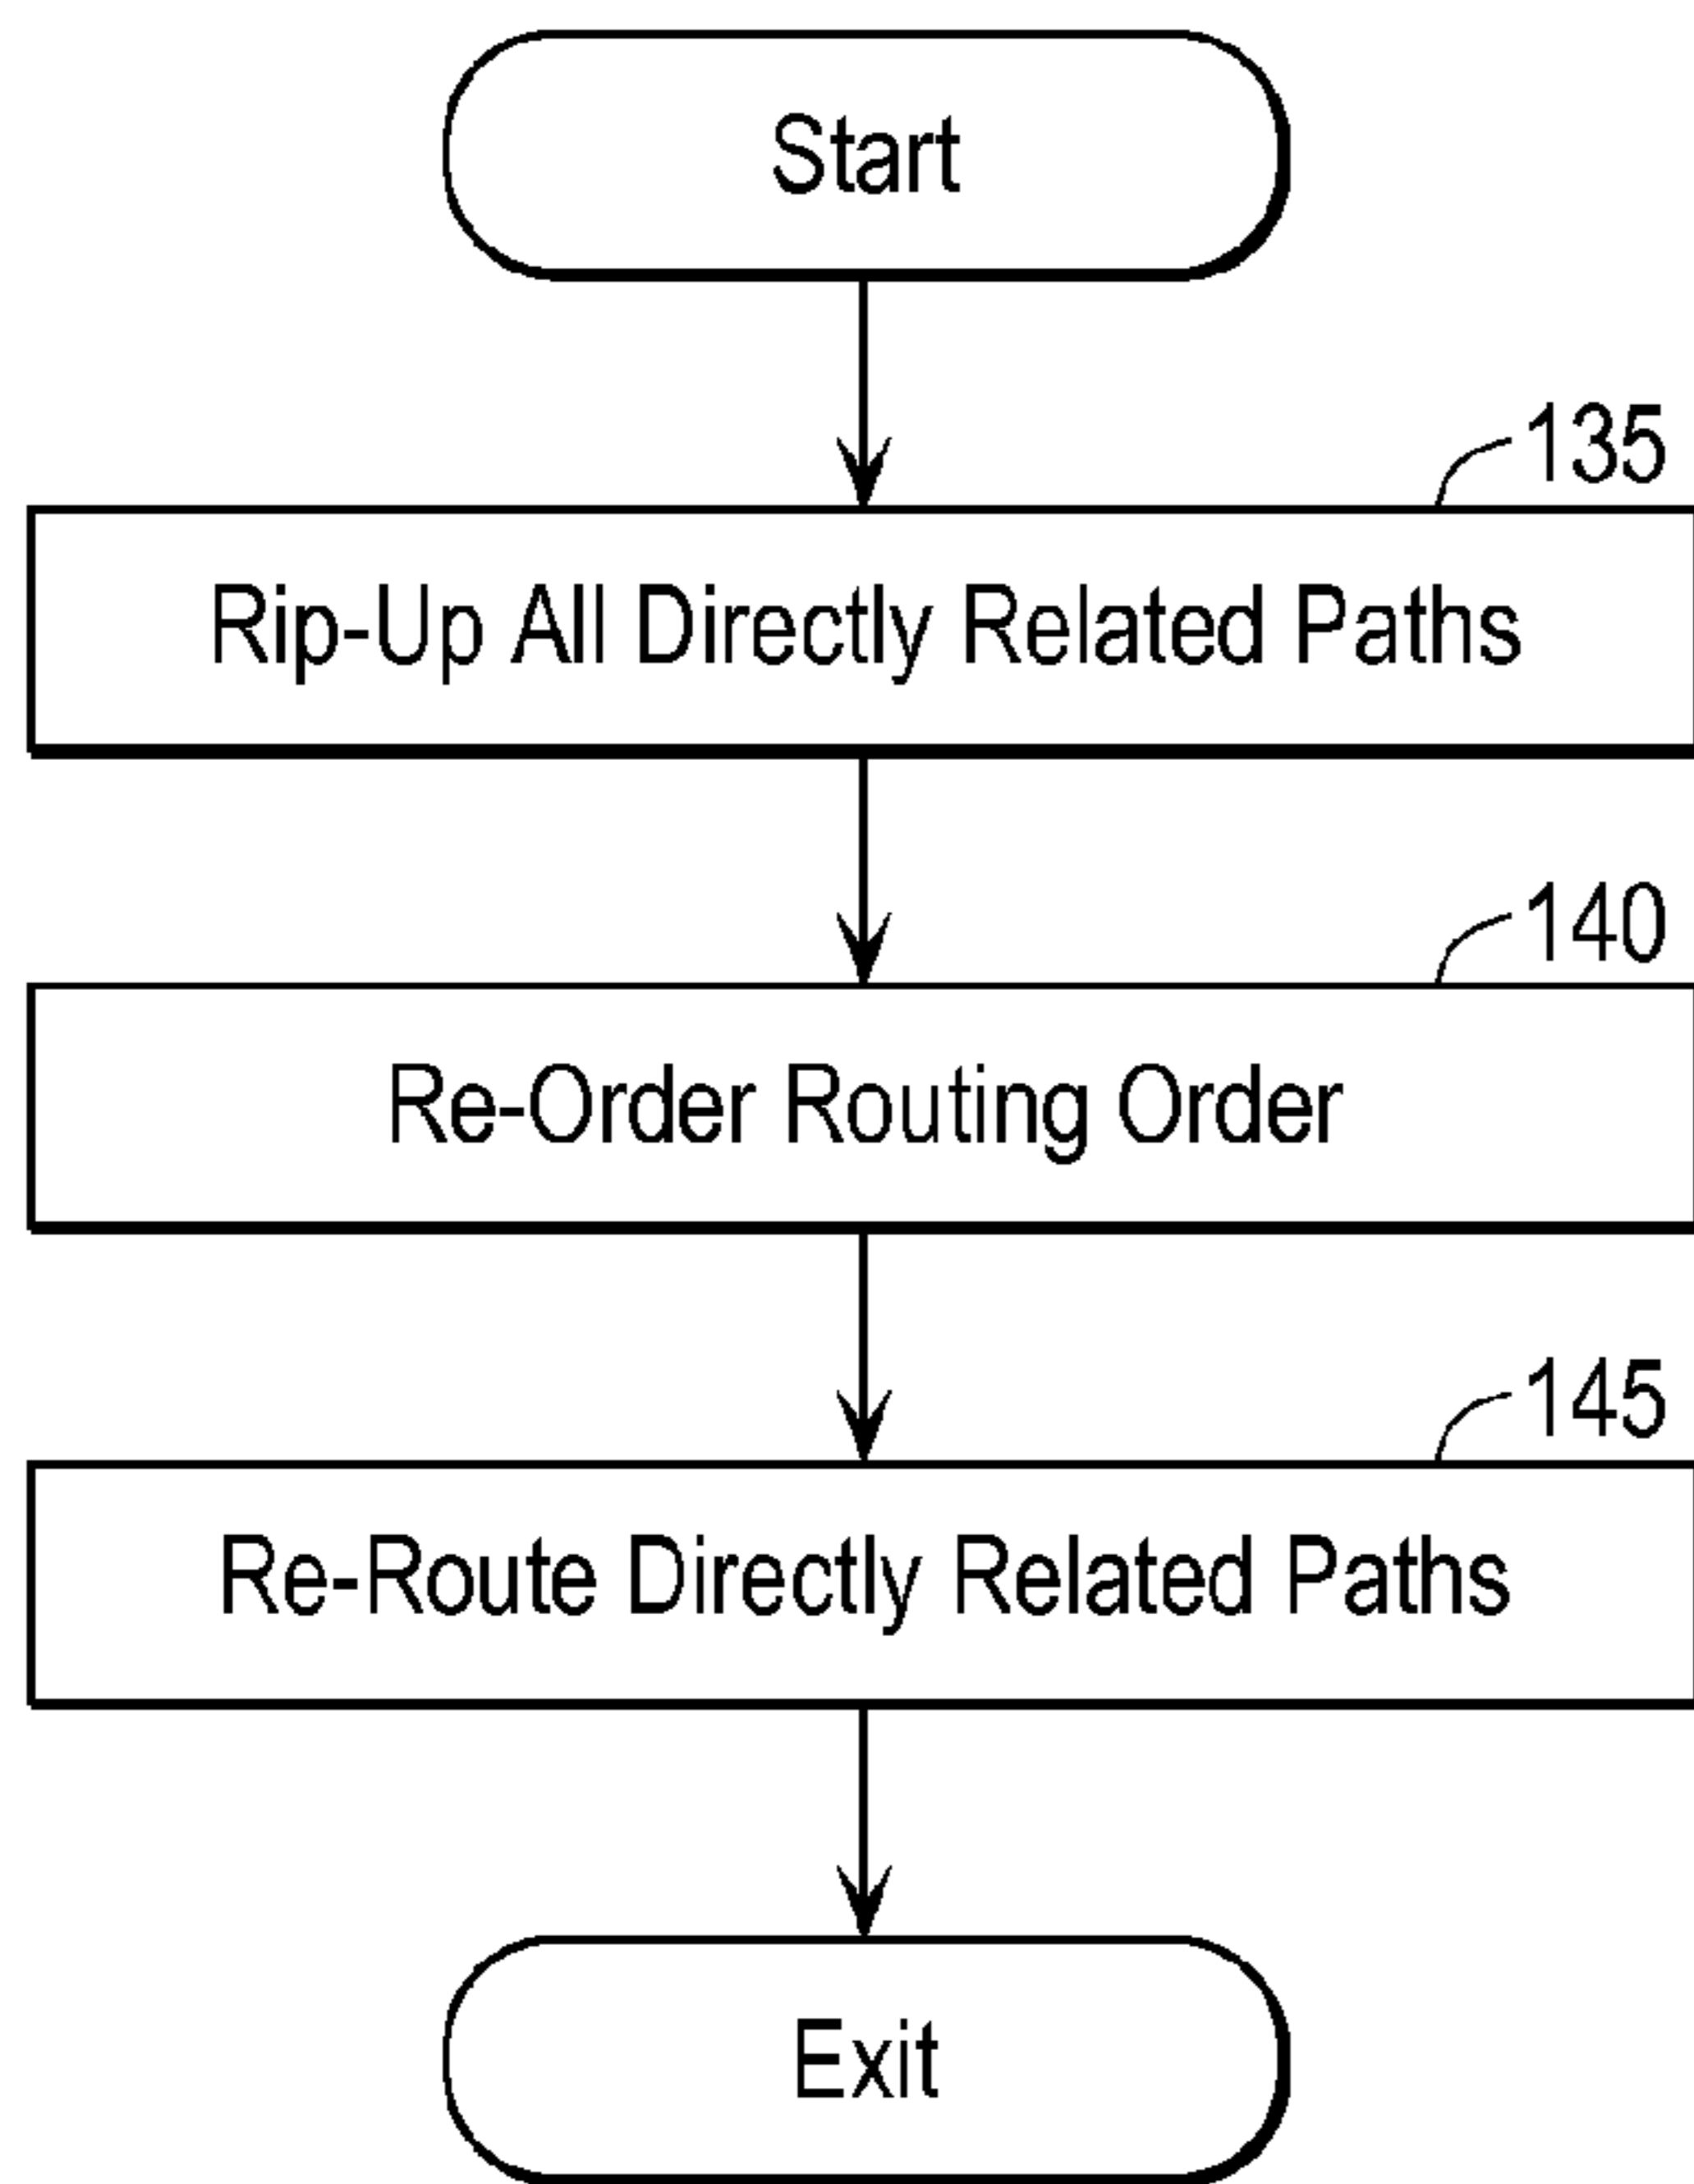 Start
135
Rip-Up All Directly Related Paths
140
Re-Order Routing Order
145
Re-Route Directly Related Paths
Exit